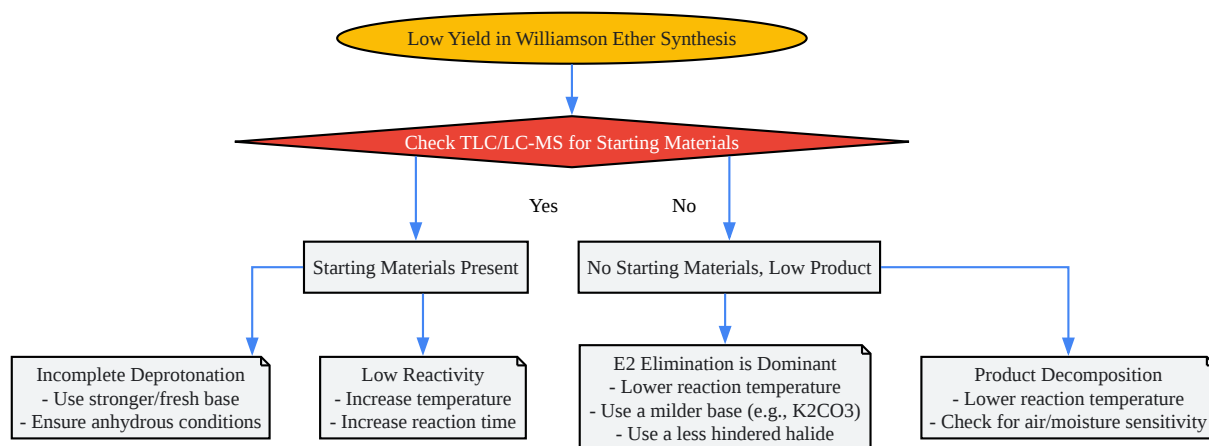 Low Yield in Williamson Ether Synthesis
Check TLC/LC-MS for Starting Materials
Yes
No
Starting Materials Present
No Starting Materials, Low Product
Incomplete Deprotonation
- Use stronger/fresh base
- Ensure anhydrous conditions
Low Reactivity
- Increase temperature
- Increase reaction time
E2 Elimination is Dominant
- Lower reaction temperature
- Use a milder base (e.g., K2CO3)
- Use a less hindered halide
Product Decomposition
- Lower reaction temperature
- Check for air/moisture sensitivity